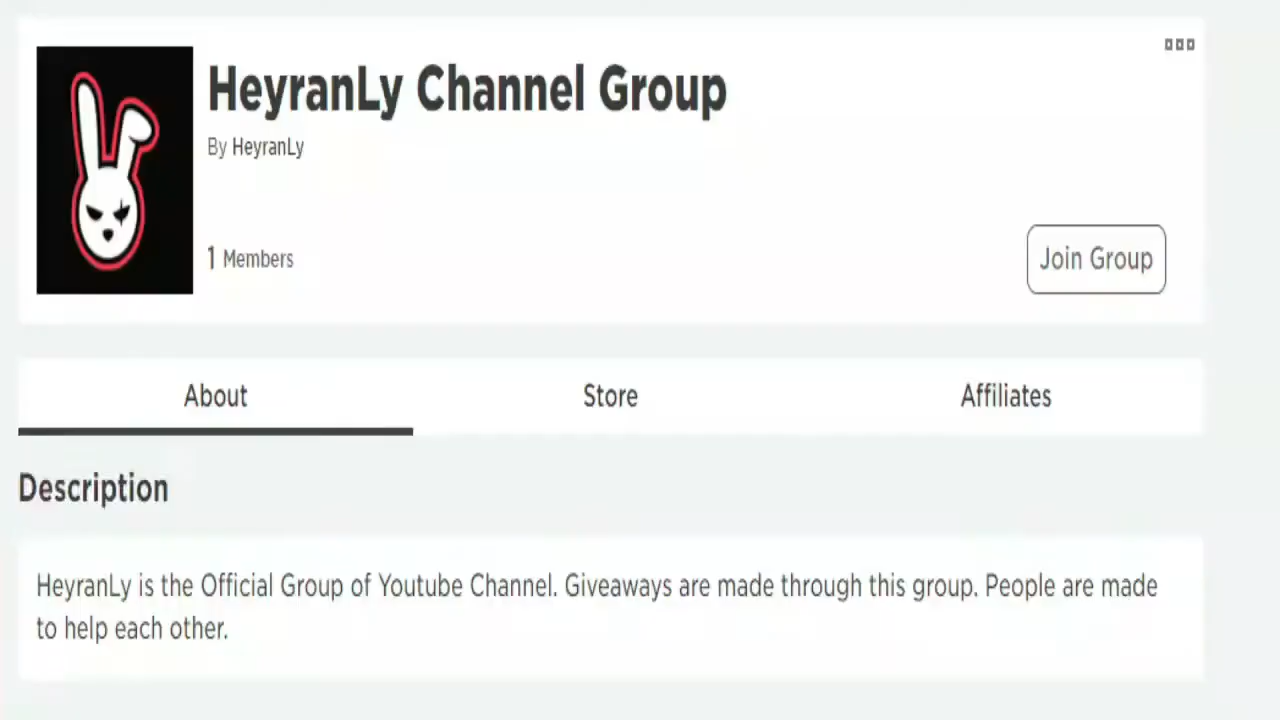 HeyranLy Channel Group
By HeyranLy
1 Members
Join Group
About
Store
Affiliates
Description
HeyranLy is the Official Group of Youtube Channel. Giveaways are made through this group. People are made
to help each other.